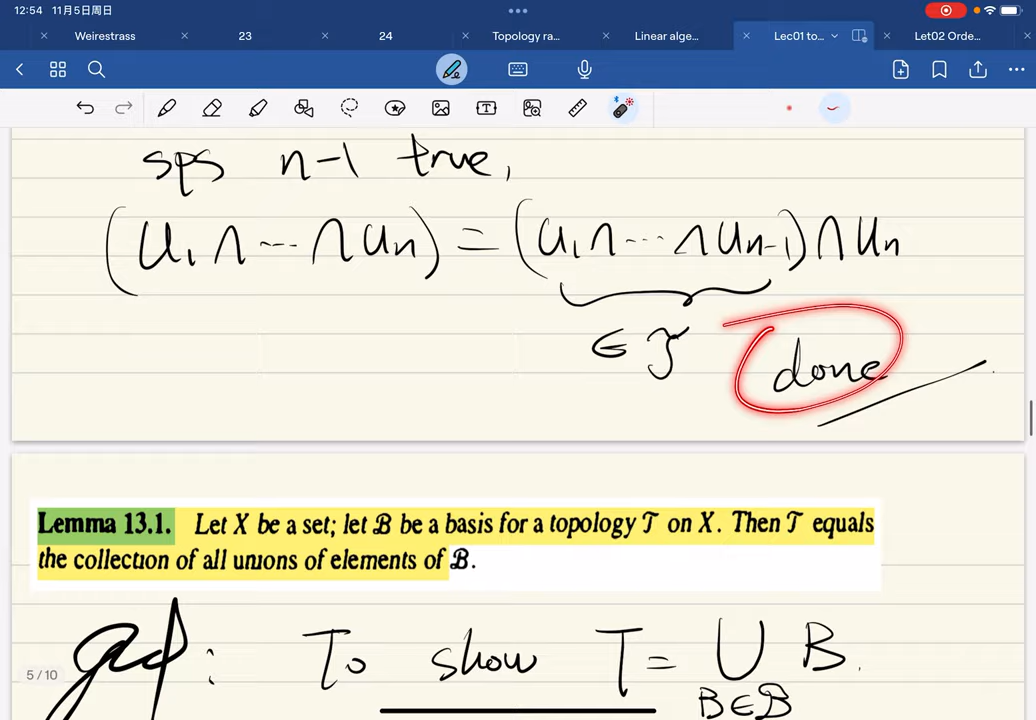 12:54 11月5日周日
Weirestrass 23 24 Topology ra... Linear alge... Lec01 to... Let02 Orde...
sps n-1 true,
(U₁ ∩ ··· ∩ Uₙ) = (U₁ ∩ ··· ∩ Uₙ₋₁) ∩ Uₙ
∈ 𝒯 done
Lemma 13.1. Let X be a set; let ℬ be a basis for a topology 𝒯 on X. Then 𝒯 equals
the collection of all unions of elements of ℬ.
: To show T = ∪ B.
B∈ℬ
5 / 10